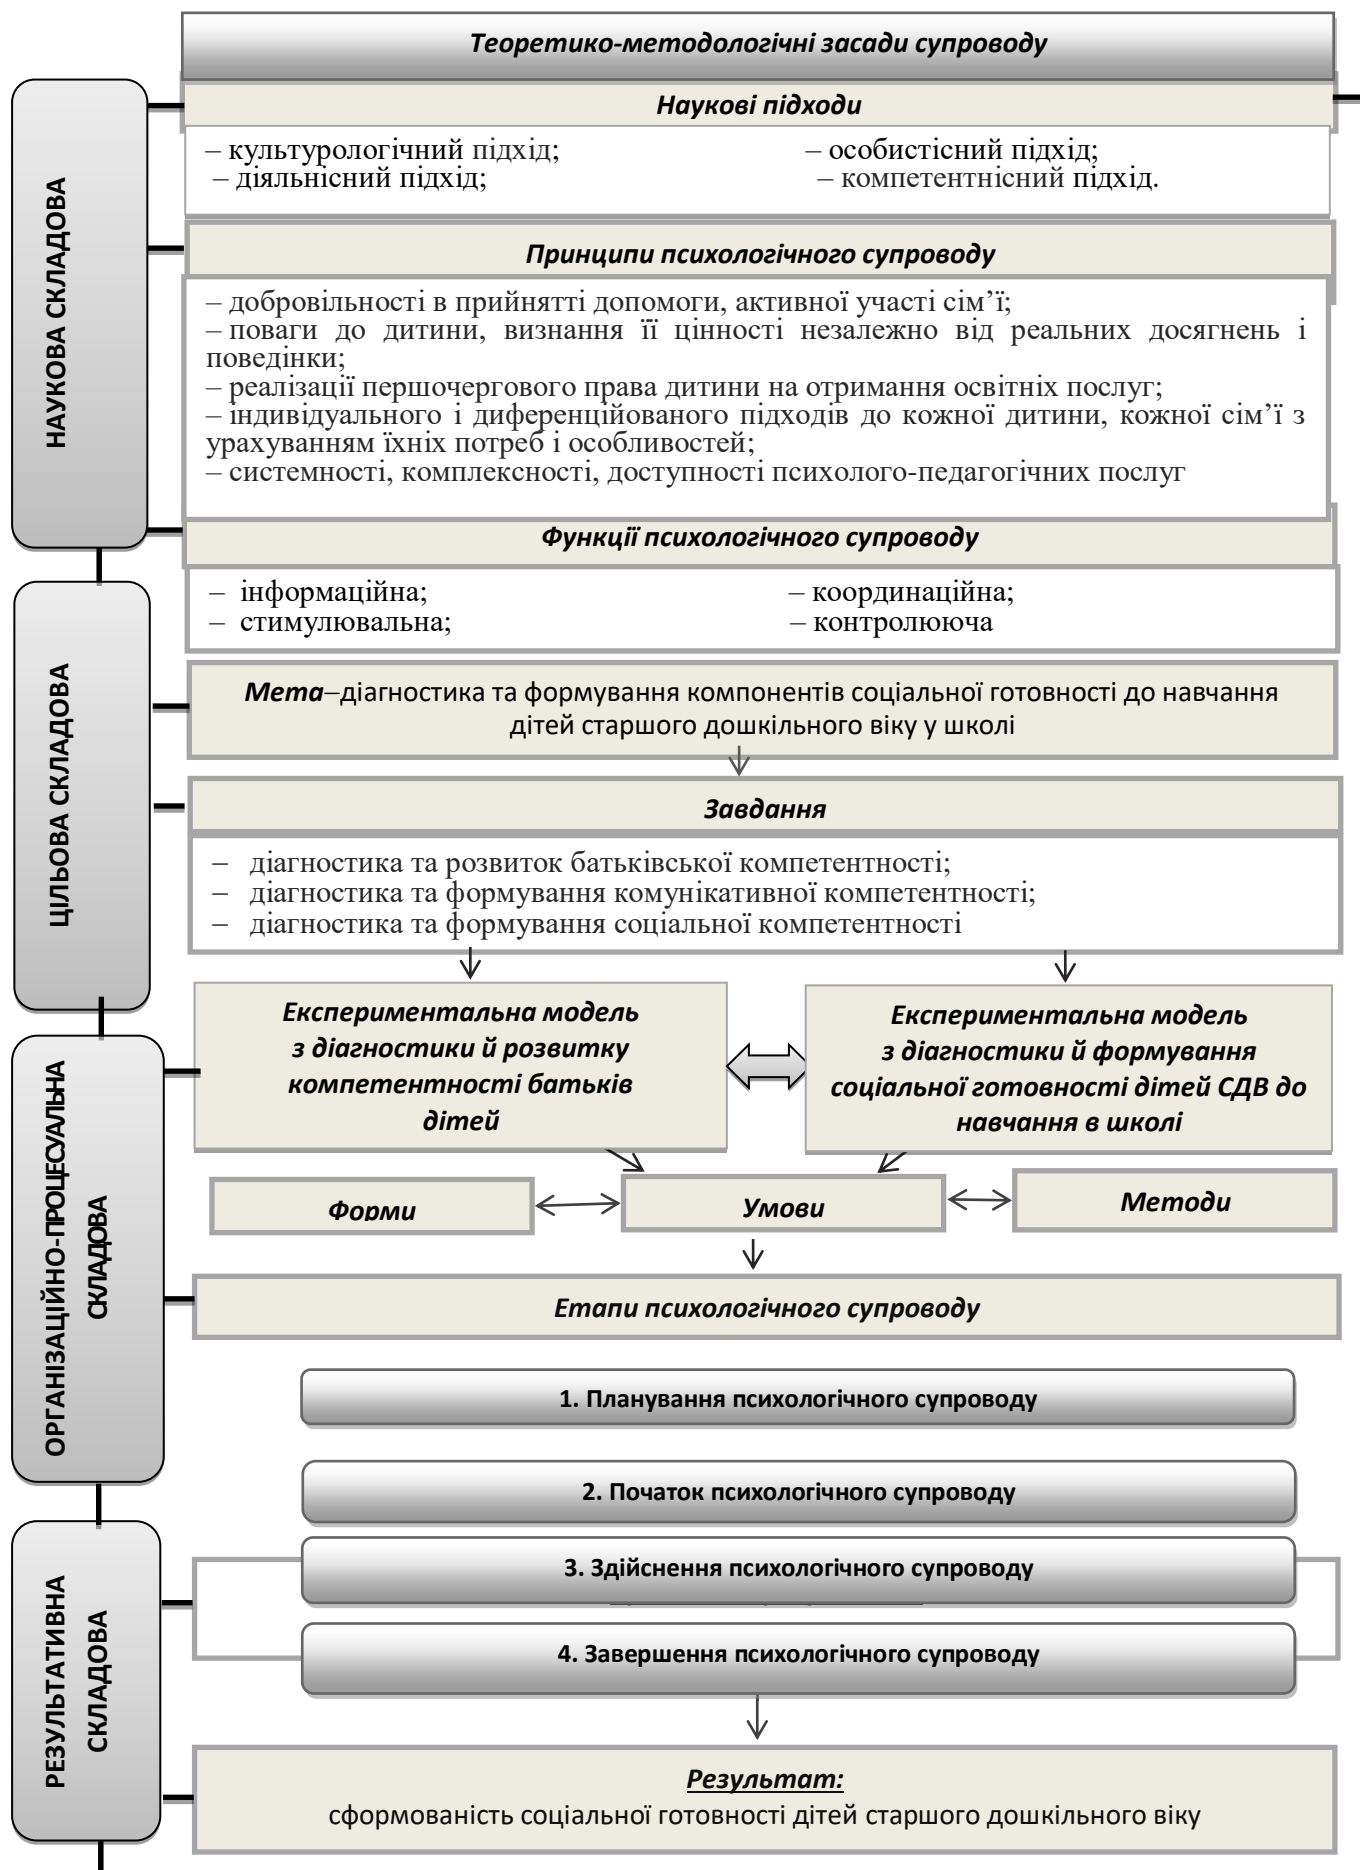 Теоретико-методологічні засади супроводу
НАУКОВА СКЛАДОВА
Наукові підходи
– культурологічний підхід; – особистісний підхід;
– діяльнісний підхід; – компетентнісний підхід.
Принципи психологічного супроводу
– добровільності в прийнятті допомоги, активної участі сім’ї;
– поваги до дитини, визнання її цінності незалежно від реальних досягнень і
поведінки;
– реалізації першочергового права дитини на отримання освітніх послуг;
– індивідуального і диференційованого підходів до кожної дитини, кожної сім’ї з
урахуванням їхніх потреб і особливостей;
– системності, комплексності, доступності психолого-педагогічних послуг
Функції психологічного супроводу
– інформаційна; – координаційна;
– стимулювальна; – контролююча
ЦІЛЬОВА СКЛАДОВА
Мета–діагностика та формування компонентів соціальної готовності до навчання
дітей старшого дошкільного віку у школі
Завдання
– діагностика та розвиток батьківської компетентності;
– діагностика та формування комунікативної компетентності;
– діагностика та формування соціальної компетентності
ОРГАНІЗАЦІЙНО-ПРОЦЕСУАЛЬНА
СКЛАДОВА
Експериментальна модель
з діагностики й розвитку
компетентності батьків
дітей
Експериментальна модель
з діагностики й формування
соціальної готовності дітей СДВ до
навчання в школі
Форми Умови Методи
Етапи психологічного супроводу
1. Планування психологічного супроводу
2. Початок психологічного супроводу
РЕЗУЛЬТАТИВНА
СКЛАДОВА
3. Здійснення психологічного супроводу
4. Завершення психологічного супроводу
Результат:
сформованість соціальної готовності дітей старшого дошкільного віку